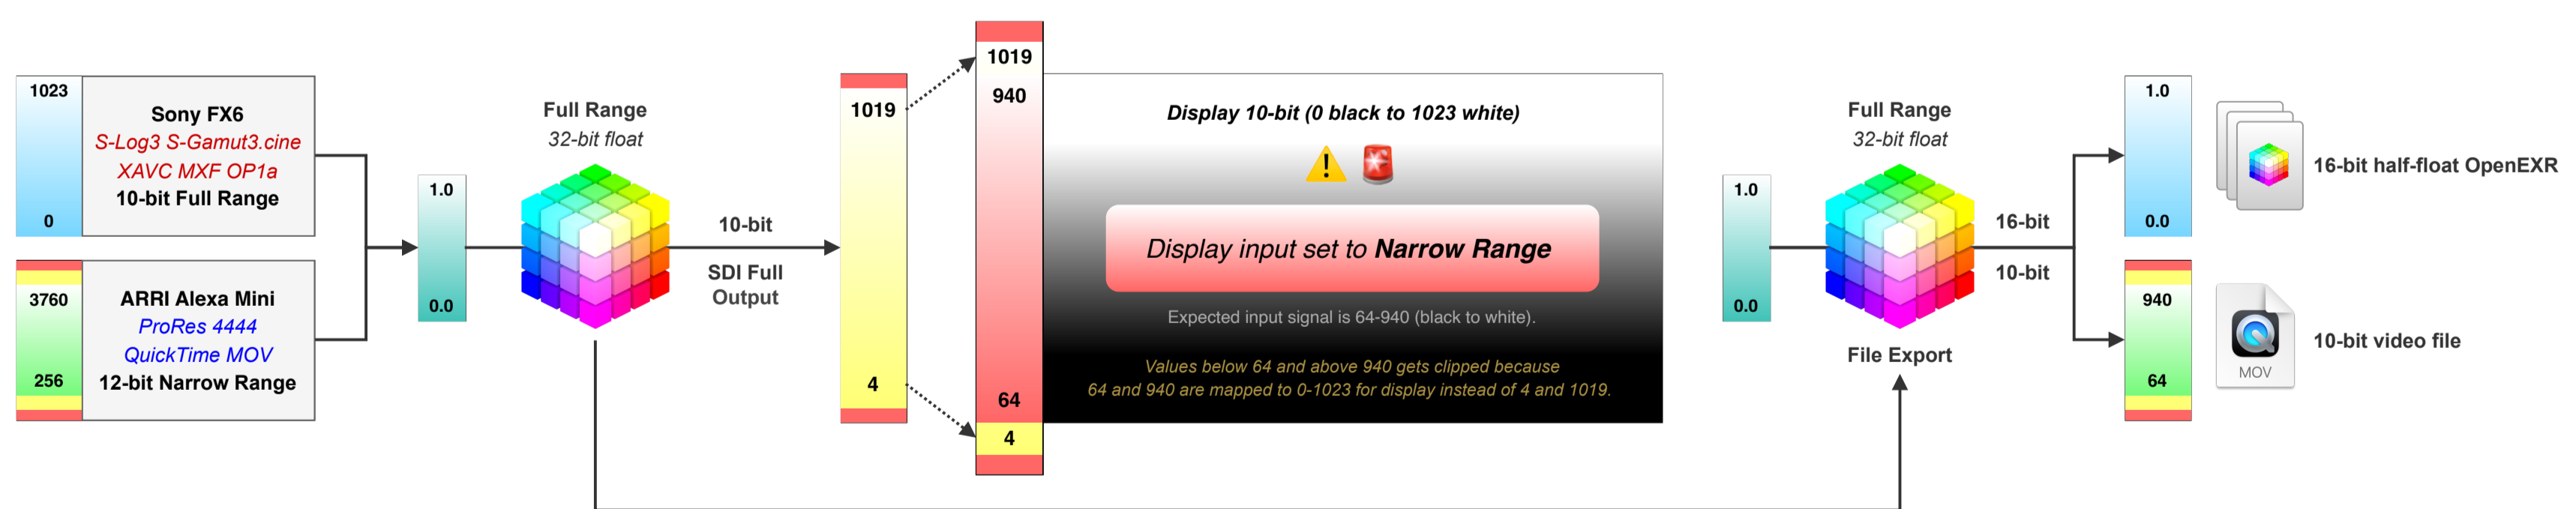 1023
0
Sony FX6
S-Log3 S-Gamut3.cine
XAVC MXF OP1a
10-bit Full Range
3760
256
ARRI Alexa Mini
ProRes 4444
QuickTime MOV
12-bit Narrow Range
1.0
0.0
Full Range
32-bit float
10-bit
SDI Full
Output
1019
4
1019
940
64
4
Display 10-bit (0 black to 1023 white)
Display input set to Narrow Range
Expected input signal is 64-940 (black to white).
Values below 64 and above 940 gets clipped because
64 and 940 are mapped to 0-1023 for display instead of 4 and 1019.
1.0
0.0
Full Range
32-bit float
File Export
16-bit
10-bit
1.0
0.0
16-bit half-float OpenEXR
940
64
MOV
10-bit video file